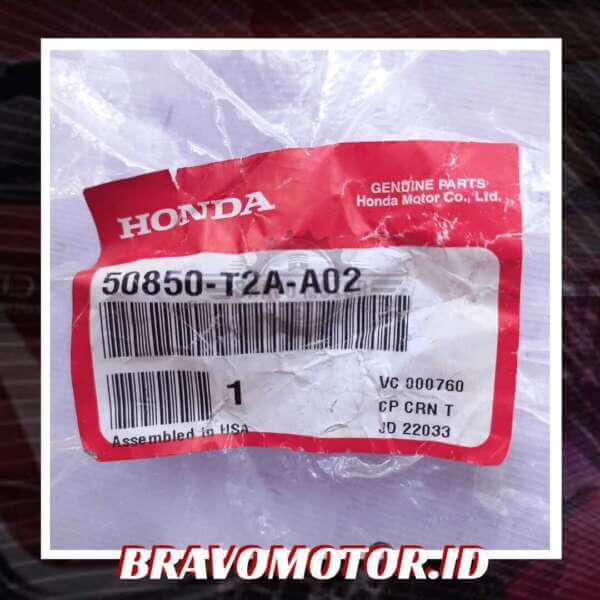 HONDA
GENUINE PARTS
Honda Motor Co., Ltd.
50850-T2A-A02
1
VC 000760
CP CRN T
JD 22033
Assembled in USA
BRAVOMOTOR.ID